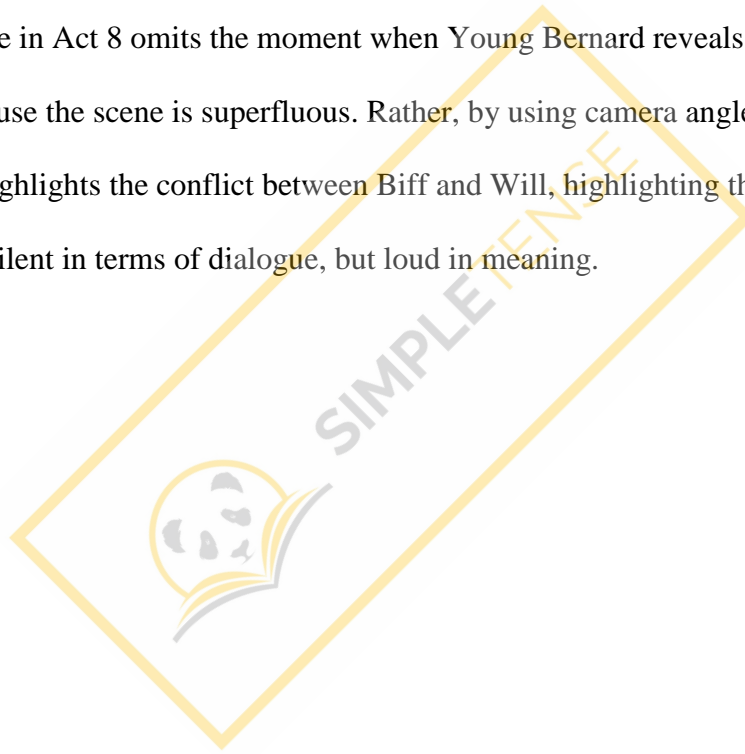 e in Act 8 omits the moment when Young Bernard reveals
use the scene is superfluous. Rather, by using camera angle
ghlights the conflict between Biff and Will, highlighting th
ilent in terms of dialogue, but loud in meaning.
SIMPLETENSE